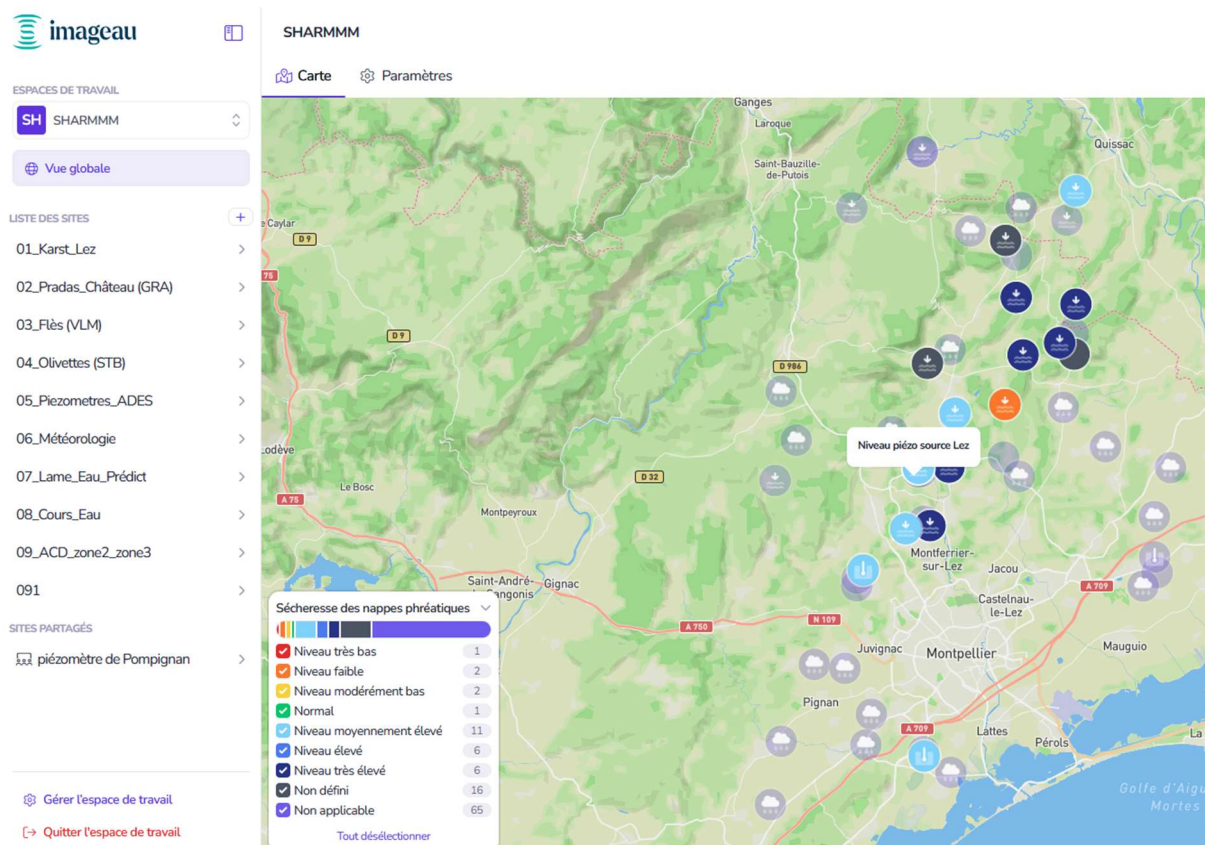 imageau
ESPACES DE TRAVAIL
SH SHARMMM
Vue globale
LISTE DES SITES +
01_Karst_Lez
02_Pradas_Château (GRA)
03_Flès (VLM)
04_Olivettes (STB)
05_Piezometres_ADES
06_Météorologie
07_Lame_Eau_Prédict
08_Cours_Eau
09_ACD_zone2_zone3
091
SITES PARTAGÉS
piézomètre de Pompignan
Gérer l'espace de travail
Quitter l'espace de travail
SHARMMM
Carte Paramètres
Ganges
Laroque
Quissac
Saint-Bauzille-
de-Putois
Caylar
D 9
75
D 9
D 986
Niveau piézo source Lez
D 32
Le Bosc
A 75
Montpeyroux
Montferrier-
sur-Lez
Jacou
Saint-André-
Gignac
A 709
Castelnau-
le-Lez
N 109
A 750
Juvignac
Montpellier
Mauguio
Pignan
A 709
Lattes
Pérols
La
Golfe d'Aigu
Mortes
Sécheresse des nappes phréatiques
Niveau très bas 1
Niveau faible 2
Niveau modérément bas 2
Normal 1
Niveau moyennement élevé 11
Niveau élevé 6
Niveau très élevé 6
Non défini 16
Non applicable 65
Tout désélectionner